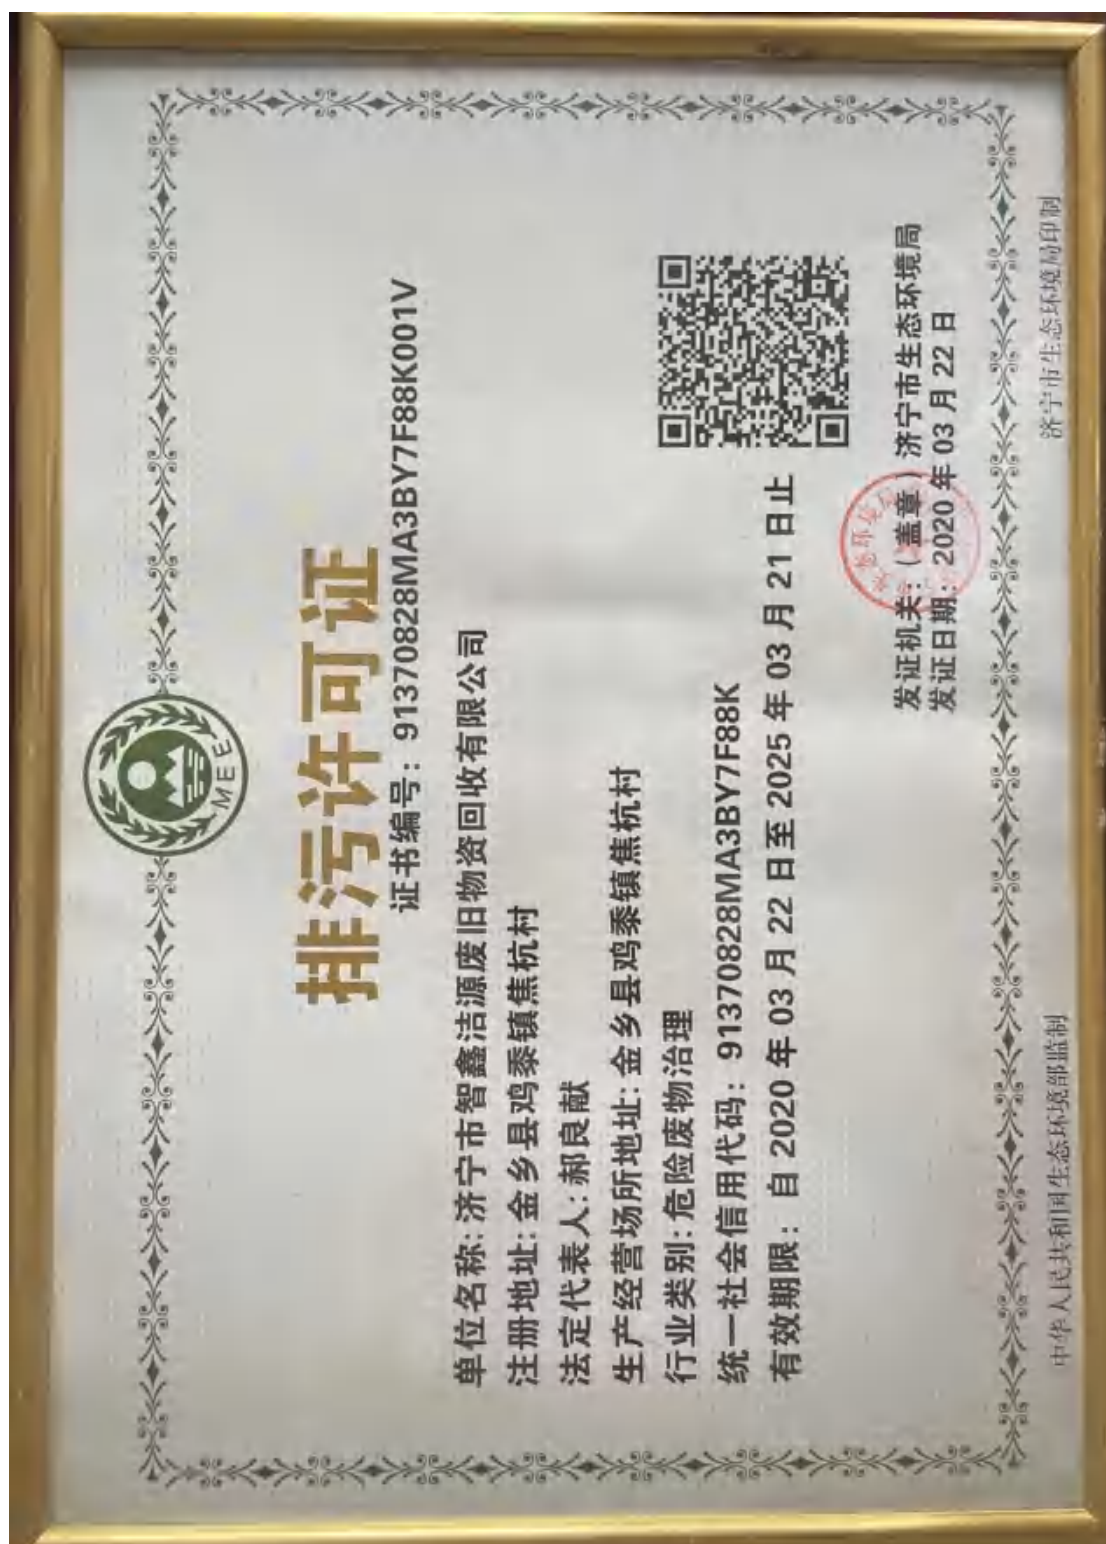 MEE
排污许可证
证书编号：91370828MA3BY7F88K001V
单位名称:济宁市智鑫洁源废旧物资回收有限公司
注册地址:金乡县鸡黍镇焦杭村
法定代表人:郝良献
生产经营场所地址:金乡县鸡黍镇焦杭村
行业类别:危险废物治理
统一社会信用代码：91370828MA3BY7F88K
有效期限：自2020年03月22日至2025年03月21日止
发证机关:（盖章）济宁市生态环境局
发证日期:2020年03月22日
中华人民共和国生态环境部监制
济宁市生态环境局印制